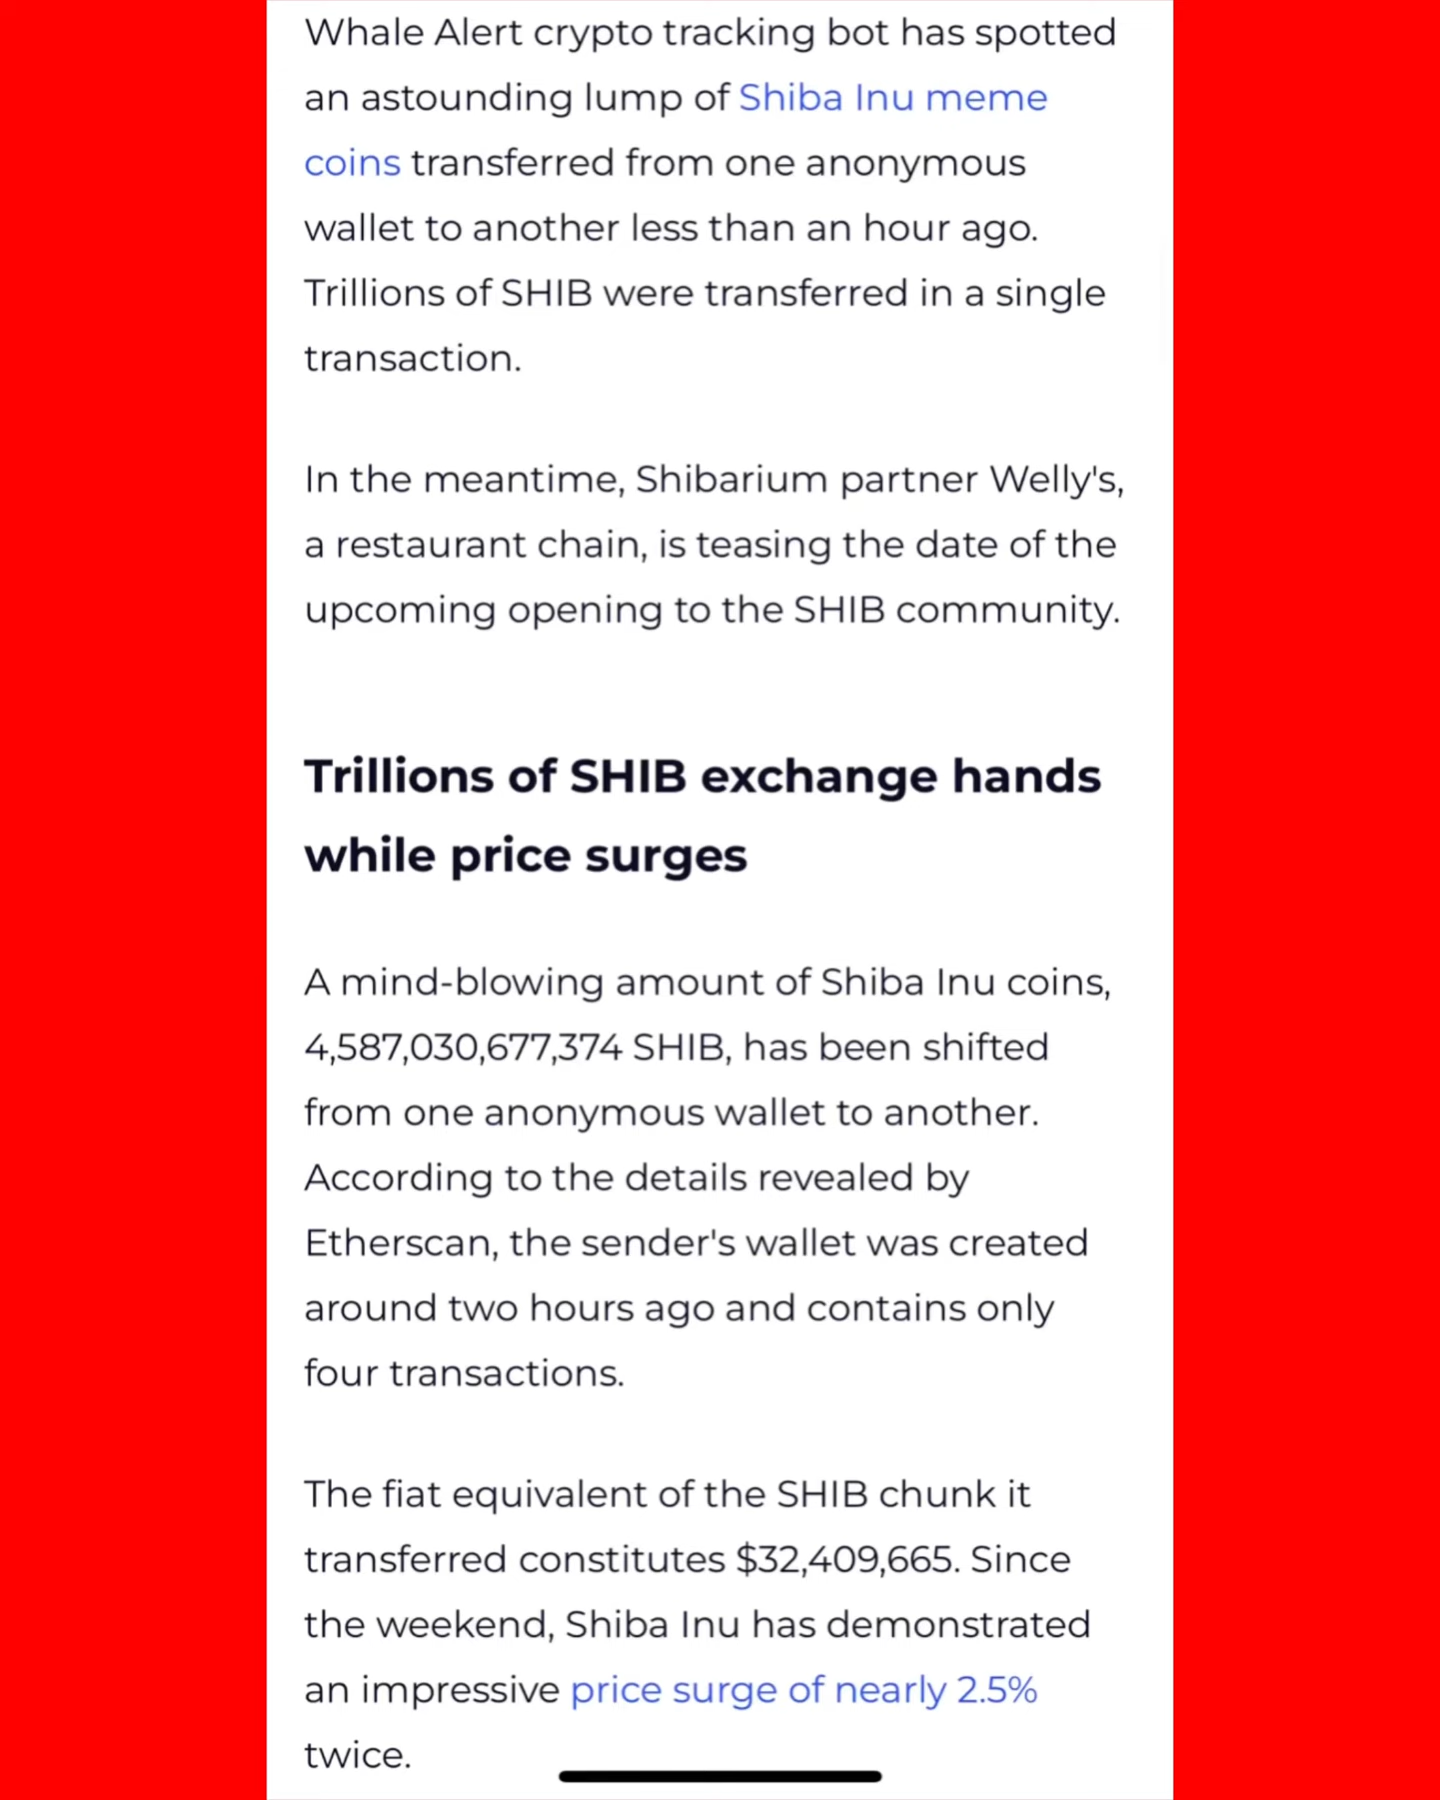 Whale Alert crypto tracking bot has spotted
an astounding lump of Shiba Inu meme
coins transferred from one anonymous
wallet to another less than an hour ago.
Trillions of SHIB were transferred in a single
transaction.
In the meantime, Shibarium partner Welly's,
a restaurant chain, is teasing the date of the
upcoming opening to the SHIB community.
Trillions of SHIB exchange hands
while price surges
A mind-blowing amount of Shiba Inu coins,
4,587,030,677,374 SHIB, has been shifted
from one anonymous wallet to another.
According to the details revealed by
Etherscan, the sender's wallet was created
around two hours ago and contains only
four transactions.
The fiat equivalent of the SHIB chunk it
transferred constitutes $32,409,665. Since
the weekend, Shiba Inu has demonstrated
an impressive price surge of nearly 2.5%
twice.